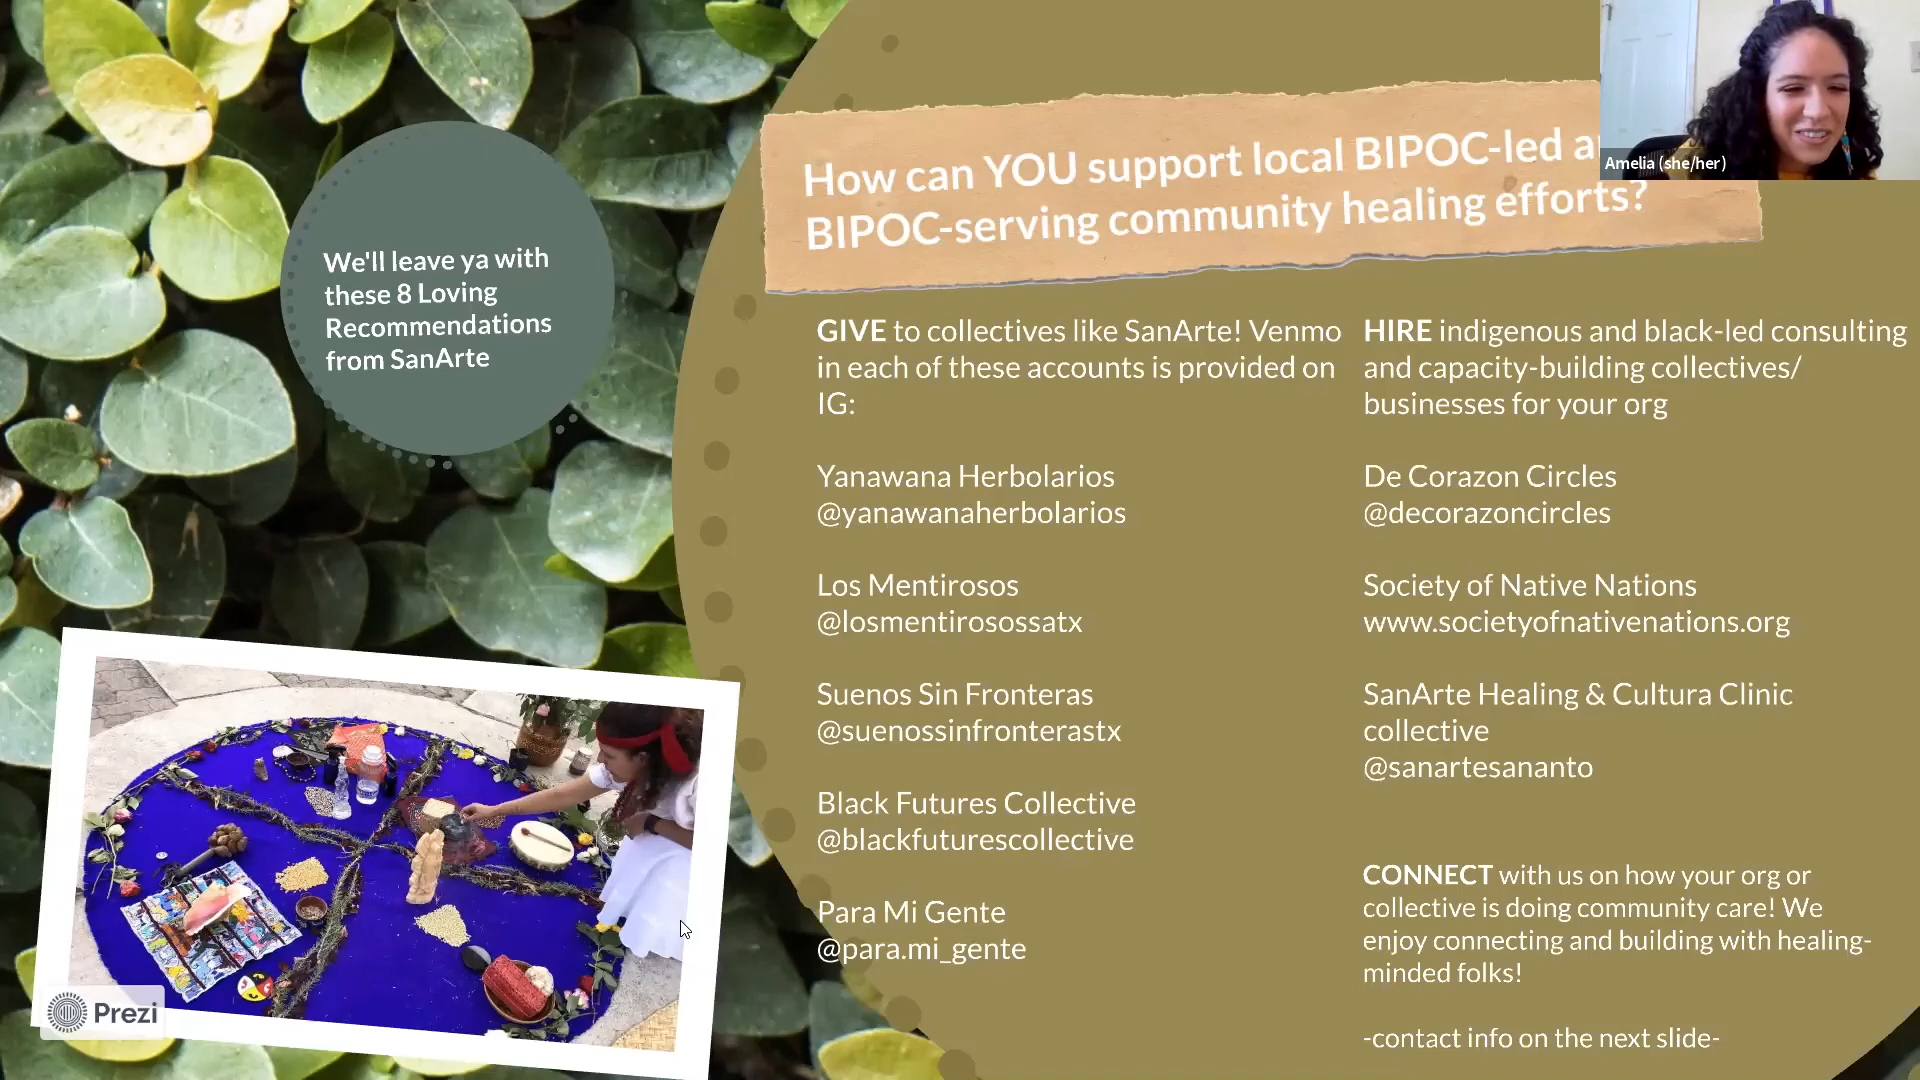 We'll leave ya with
these 8 Loving
Recommendations
from SanArte
How can YOU support local BIPOC-led
BIPOC-serving community healing efforts?
Amelia (she/her)
GIVE to collectives like SanArte! Venmo
in each of these accounts is provided on
IG:
Yanawana Herbolarios
@yanawanaherbolarios
Los Mentirosos
@losmentirosossatx
Suenos Sin Fronteras
@suenossinfronterastx
Black Futures Collective
@blackfuturescollective
Para Mi Gente
@para.mi_gente
HIRE indigenous and black-led consulting
and capacity-building collectives/
businesses for your org
De Corazon Circles
@decorazoncircles
Society of Native Nations
www.societyofnativenations.org
SanArte Healing & Cultura Clinic
collective
@sanartesananto
CONNECT with us on how your org or
collective is doing community care! We
enjoy connecting and building with healing-
minded folks!
-contact info on the next slide-
Prezi